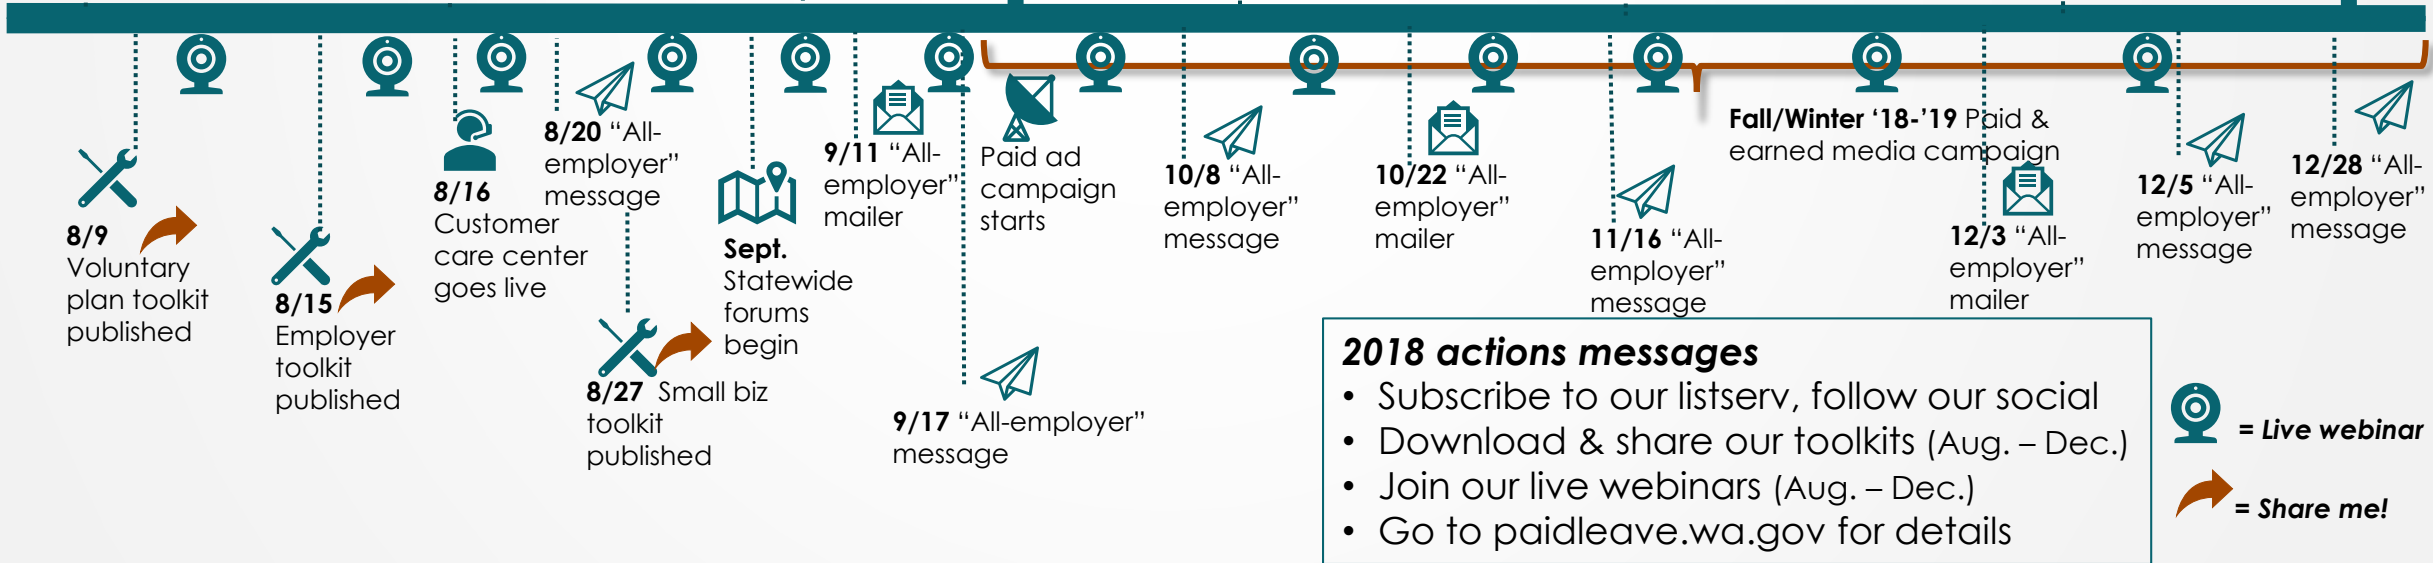 8/9
Voluntary
plan toolkit
published
8/15
Employer
toolkit
published
8/16
Customer
care center
goes live
8/20 “All-
employer”
message
8/27 Small biz
toolkit
published
Sept.
Statewide
forums
begin
9/11 “All-
employer”
mailer
9/17 “All-employer”
message
Paid ad
campaign
starts
10/8 “All-
employer”
message
10/22 “All-
employer”
mailer
11/16 “All-
employer”
message
Fall/Winter ‘18-’19 Paid &
earned media campaign
12/3 “All-
employer”
mailer
12/5 “All-
employer”
message
12/28 “All-
employer”
message
2018 actions messages
• Subscribe to our listserv, follow our social
• Download & share our toolkits (Aug. – Dec.)
• Join our live webinars (Aug. – Dec.)
• Go to paidleave.wa.gov for details
= Live webinar
= Share me!